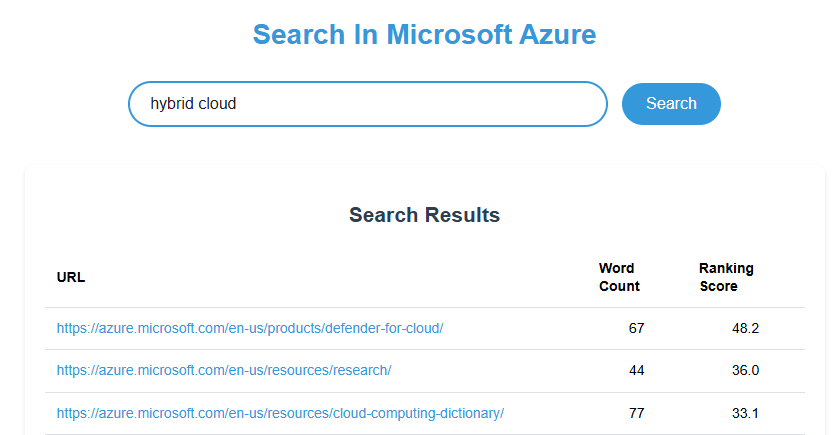 Search In Microsoft Azure
hybrid cloud
Search
Search Results
URL
Word
Count
Ranking
Score
https://azure.microsoft.com/en-us/products/defender-for-cloud/ 67 48.2
https://azure.microsoft.com/en-us/resources/research/ 44 36.0
https://azure.microsoft.com/en-us/resources/cloud-computing-dictionary/ 77 33.1